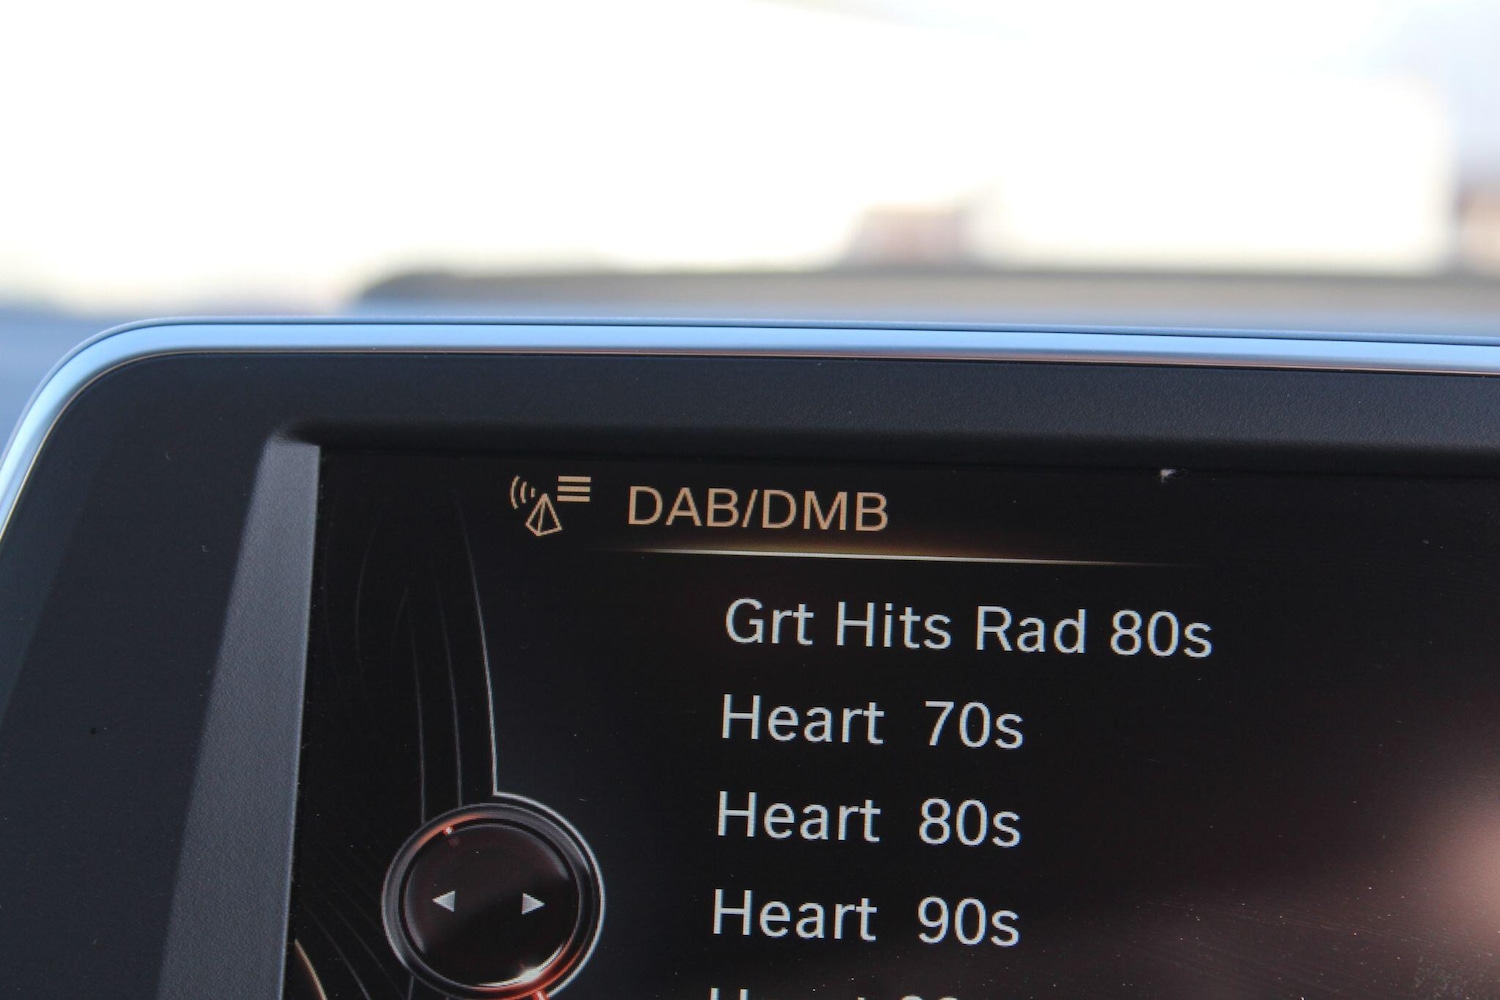 DAB/DMB
Grt Hits Rad 80s
Heart 70s
Heart 80s
Heart 90s